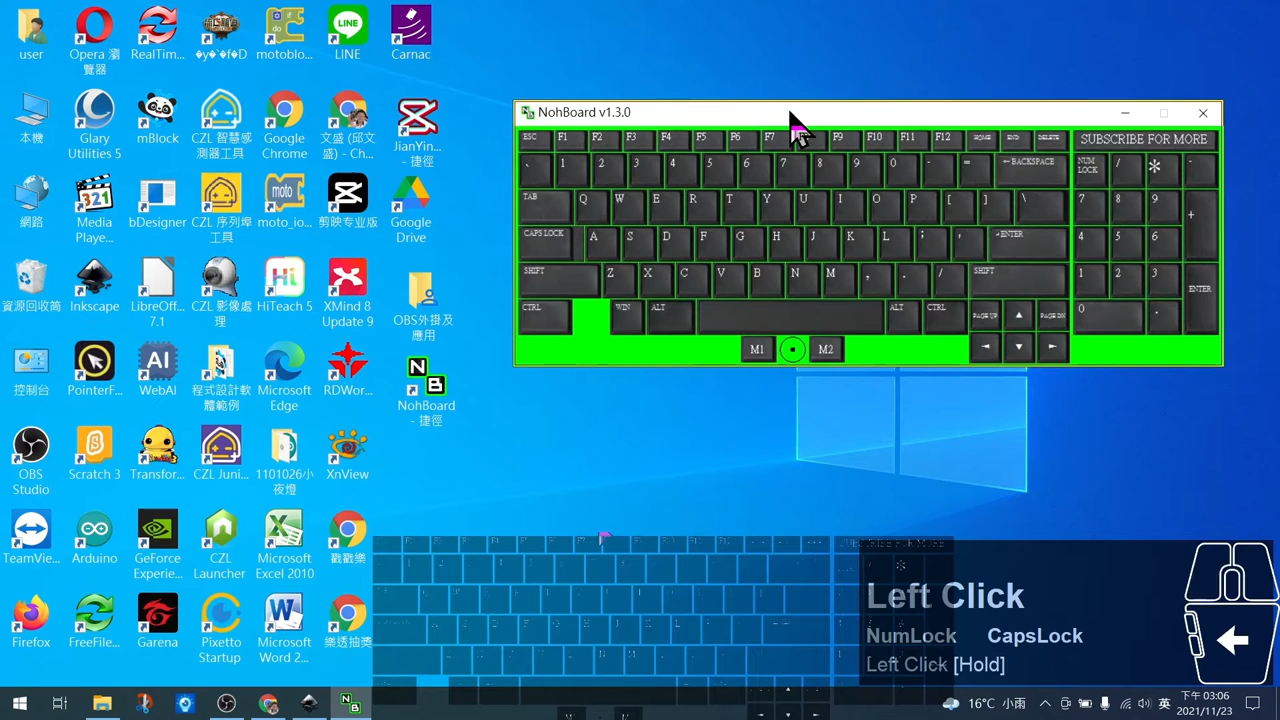 user
Opera 瀏
覽器
RealTim...
motoblo...
LINE
Carnac
本機
Glary
Utilities 5
mBlock
CZL 智慧感
測器工具
Google
Chrome
文盛 (邱文
盛) - Ch...
JianYin...
- 捷徑
網路
Media
Playe...
bDesigner
CZL 序列埠
工具
moto_io...
剪映专业版
Google
Drive
資源回收筒
Inkscape
LibreOff...
7.1
CZL 影像處
理
HiTeach 5
XMind 8
Update 9
OBS外掛及
應用
控制台
PointerF...
WebAI
程式設計軟
體範例
Microsoft
Edge
RDWor...
NohBoard
- 捷徑
OBS
Studio
Scratch 3
Transfor...
CZL Juni...
1101026小
夜燈
XnView
TeamVie...
Arduino
GeForce
Experie...
CZL
Launcher
Microsoft
Excel 2010
戳戳樂
Firefox
FreeFile...
Garena
Pixetto
Startup
Microsoft
Word 2...
樂透抽獎
NohBoard v1.3.0
ESC F1 F2 F3 F4 F5 F6 F7 F9 F10 F11 F12 HOME END DELETE SUBSCRIBE FOR MORE
` 1 2 3 4 5 6 7 8 9 0 - = ←BACKSPACE NUM LOCK / * -
TAB Q W E R T Y U I O P [ ] \ 7 8 9 +
CAPS LOCK A S D F G H J K L ; ' ←ENTER 4 5 6
SHIFT Z X C V B N M , . / SHIFT 1 2 3 ENTER
CTRL WIN ALT ALT CTRL PAGE UP ▲ PAGE DN 0 .
M1 M2 ◄ ▼ ►
Left Click
NumLock CapsLock
Left Click [Hold]
16°C 小雨 英 下午 03:06
2021/11/23